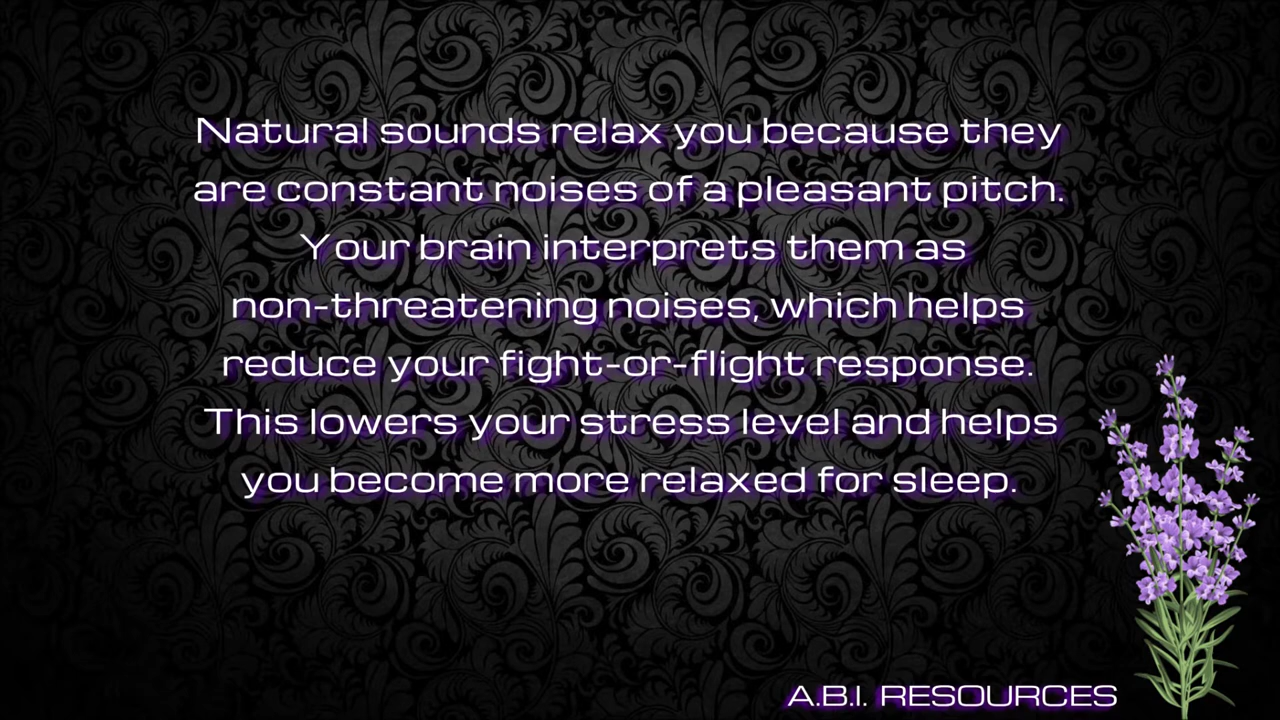 Natural sounds relax you because they
are constant noises of a pleasant pitch.
Your brain interprets them as
non-threatening noises, which helps
reduce your fight-or-flight response.
This lowers your stress level and helps
you become more relaxed for sleep.
A.B.I. RESOURCES